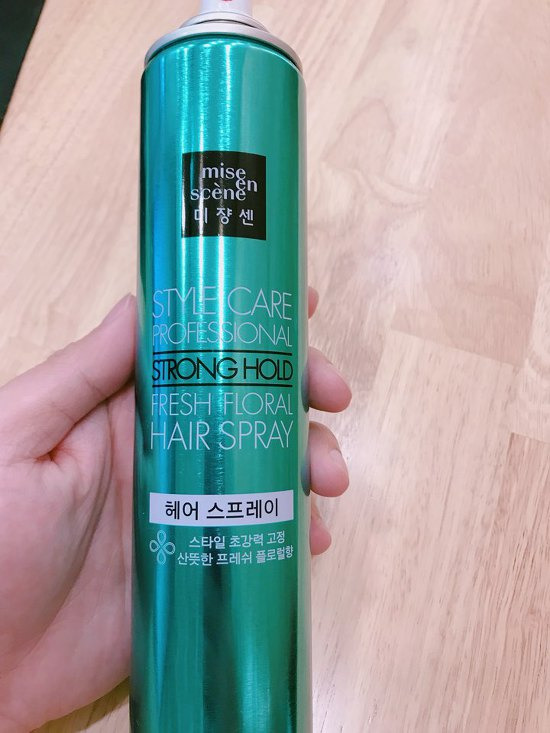 mise
en
scène
미쟝센
STYLE CARE
PROFESSIONAL
STRONG HOLD
FRESH FLORAL
HAIR SPRAY
헤어 스프레이
스타일 초강력 고정
산뜻한 프레쉬 플로럴향